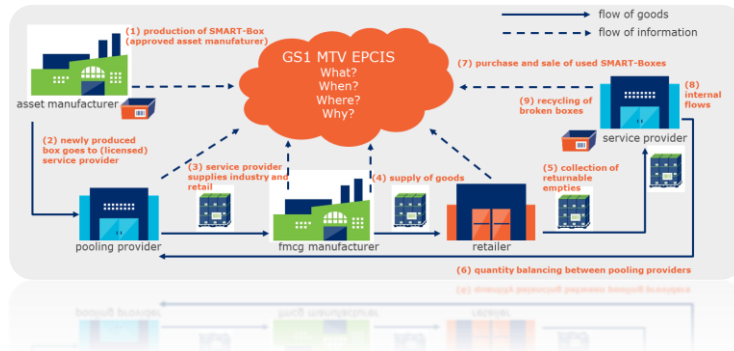 flow of goods
flow of information
(1) production of SMART-Box
(approved asset manufaturer)
GS1 MTV EPCIS
What?
When?
Where?
Why?
(7) purchase and sale of used SMART-Boxes
asset manufacturer
(9) recycling of
broken boxes
(8)
internal
flows
service provider
(2) newly produced
box goes to (licensed)
service provider
(3) service provider
supplies industry and
retail
(4) supply of goods
(5) collection of
returnable
empties
pooling provider
fmcg manufacturer
retailer
(6) quantity balancing between pooling providers